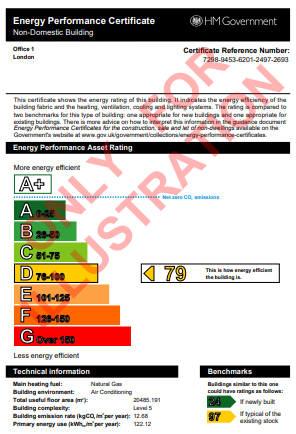 Energy Performance Certificate
HM Government
Non-Domestic Building
Office 1
London
Certificate Reference Number:
7298-9453-6201-2497-2693
This certificate shows the energy rating of this building. It indicates the energy efficiency of the
building fabric and the heating, ventilation, cooling and lighting systems. The rating is compared to
two benchmarks for this type of building: one appropriate for new buildings and one appropriate for
existing buildings. There is more advice on how to interpret this information in the guidance document
Energy Performance Certificates for the construction, sale and let of non-dwellings available on the
Government's website at www.gov.uk/government/collections/energy-performance-certificates.
Energy Performance Asset Rating
More energy efficient
A+
Net zero CO₂ emissions
A 0-25
B 26-50
C 51-75
D 76-100
79
This is how energy efficient
the building is.
E 101-125
F 126-150
G Over 150
Less energy efficient
FOR
ILLUSTRATION
ONLY
Technical information
Main heating fuel: Natural Gas
Building environment: Air Conditioning
Total useful floor area (m²): 20485.191
Building complexity: Level 5
Building emission rate (kgCO₂/m²per year): 12.68
Primary energy use (kWh/m²per year): 122.12
Benchmarks
Buildings similar to this one
could have ratings as follows:
24 If newly built
97 If typical of the
existing stock